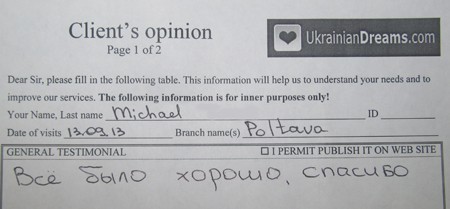 Client's opinion
UkrainianDreams.com
Page 1 of 2
Dear Sir, please fill in the following table. This information will help us to understand your needs and to
improve our services. The following information is for inner purposes only!
Your Name, Last name Michael ID
Date of visits 13.09.13 Branch name(s) Poltava
GENERAL TESTIMONIAL ☐ I PERMIT PUBLISH IT ON WEB SITE
Всё было хорошо, спасибо